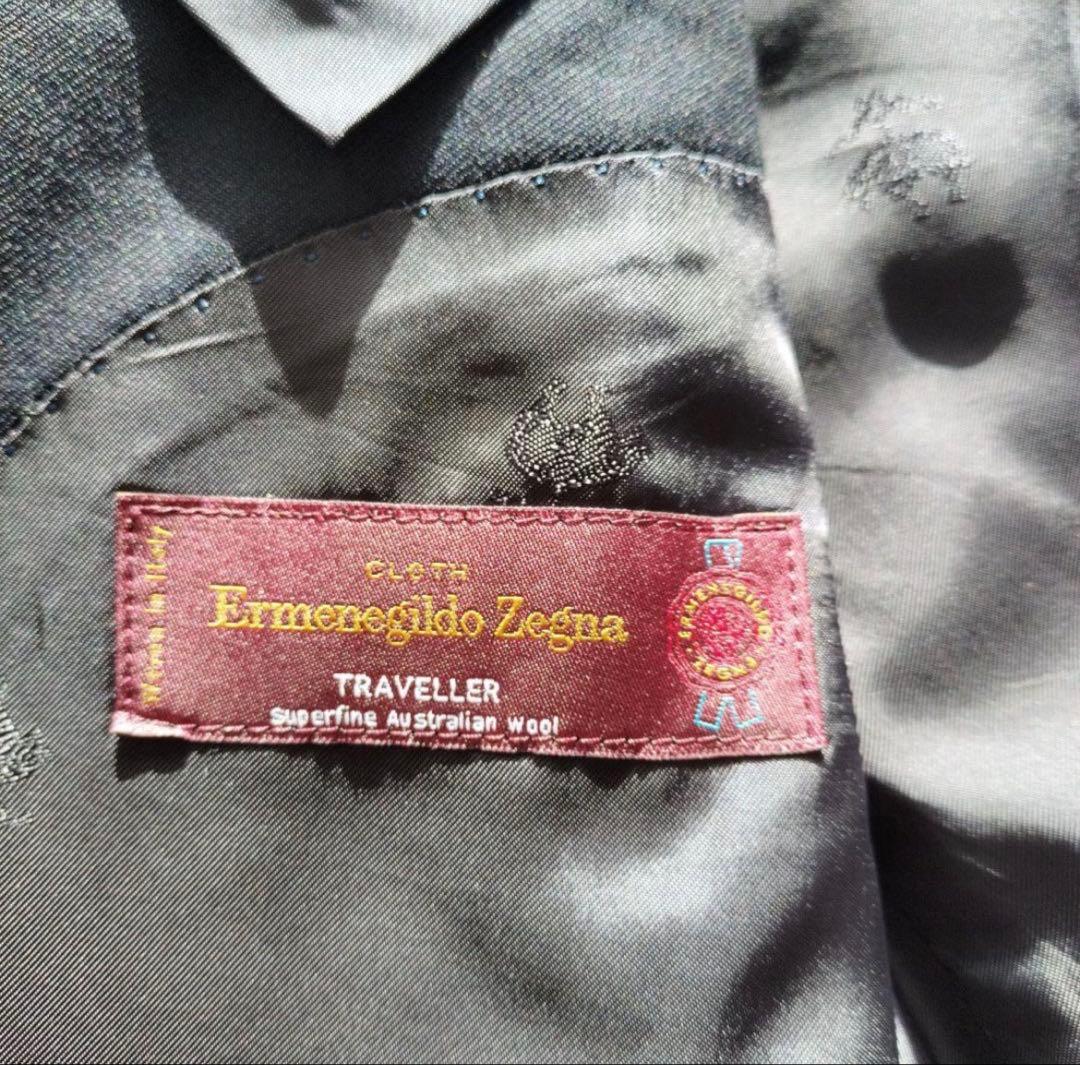 Woven in Italy
CLOTH
Ermenegildo Zegna
TRAVELLER
Superfine Australian Wool
ERMENEGILDO ZEGNA